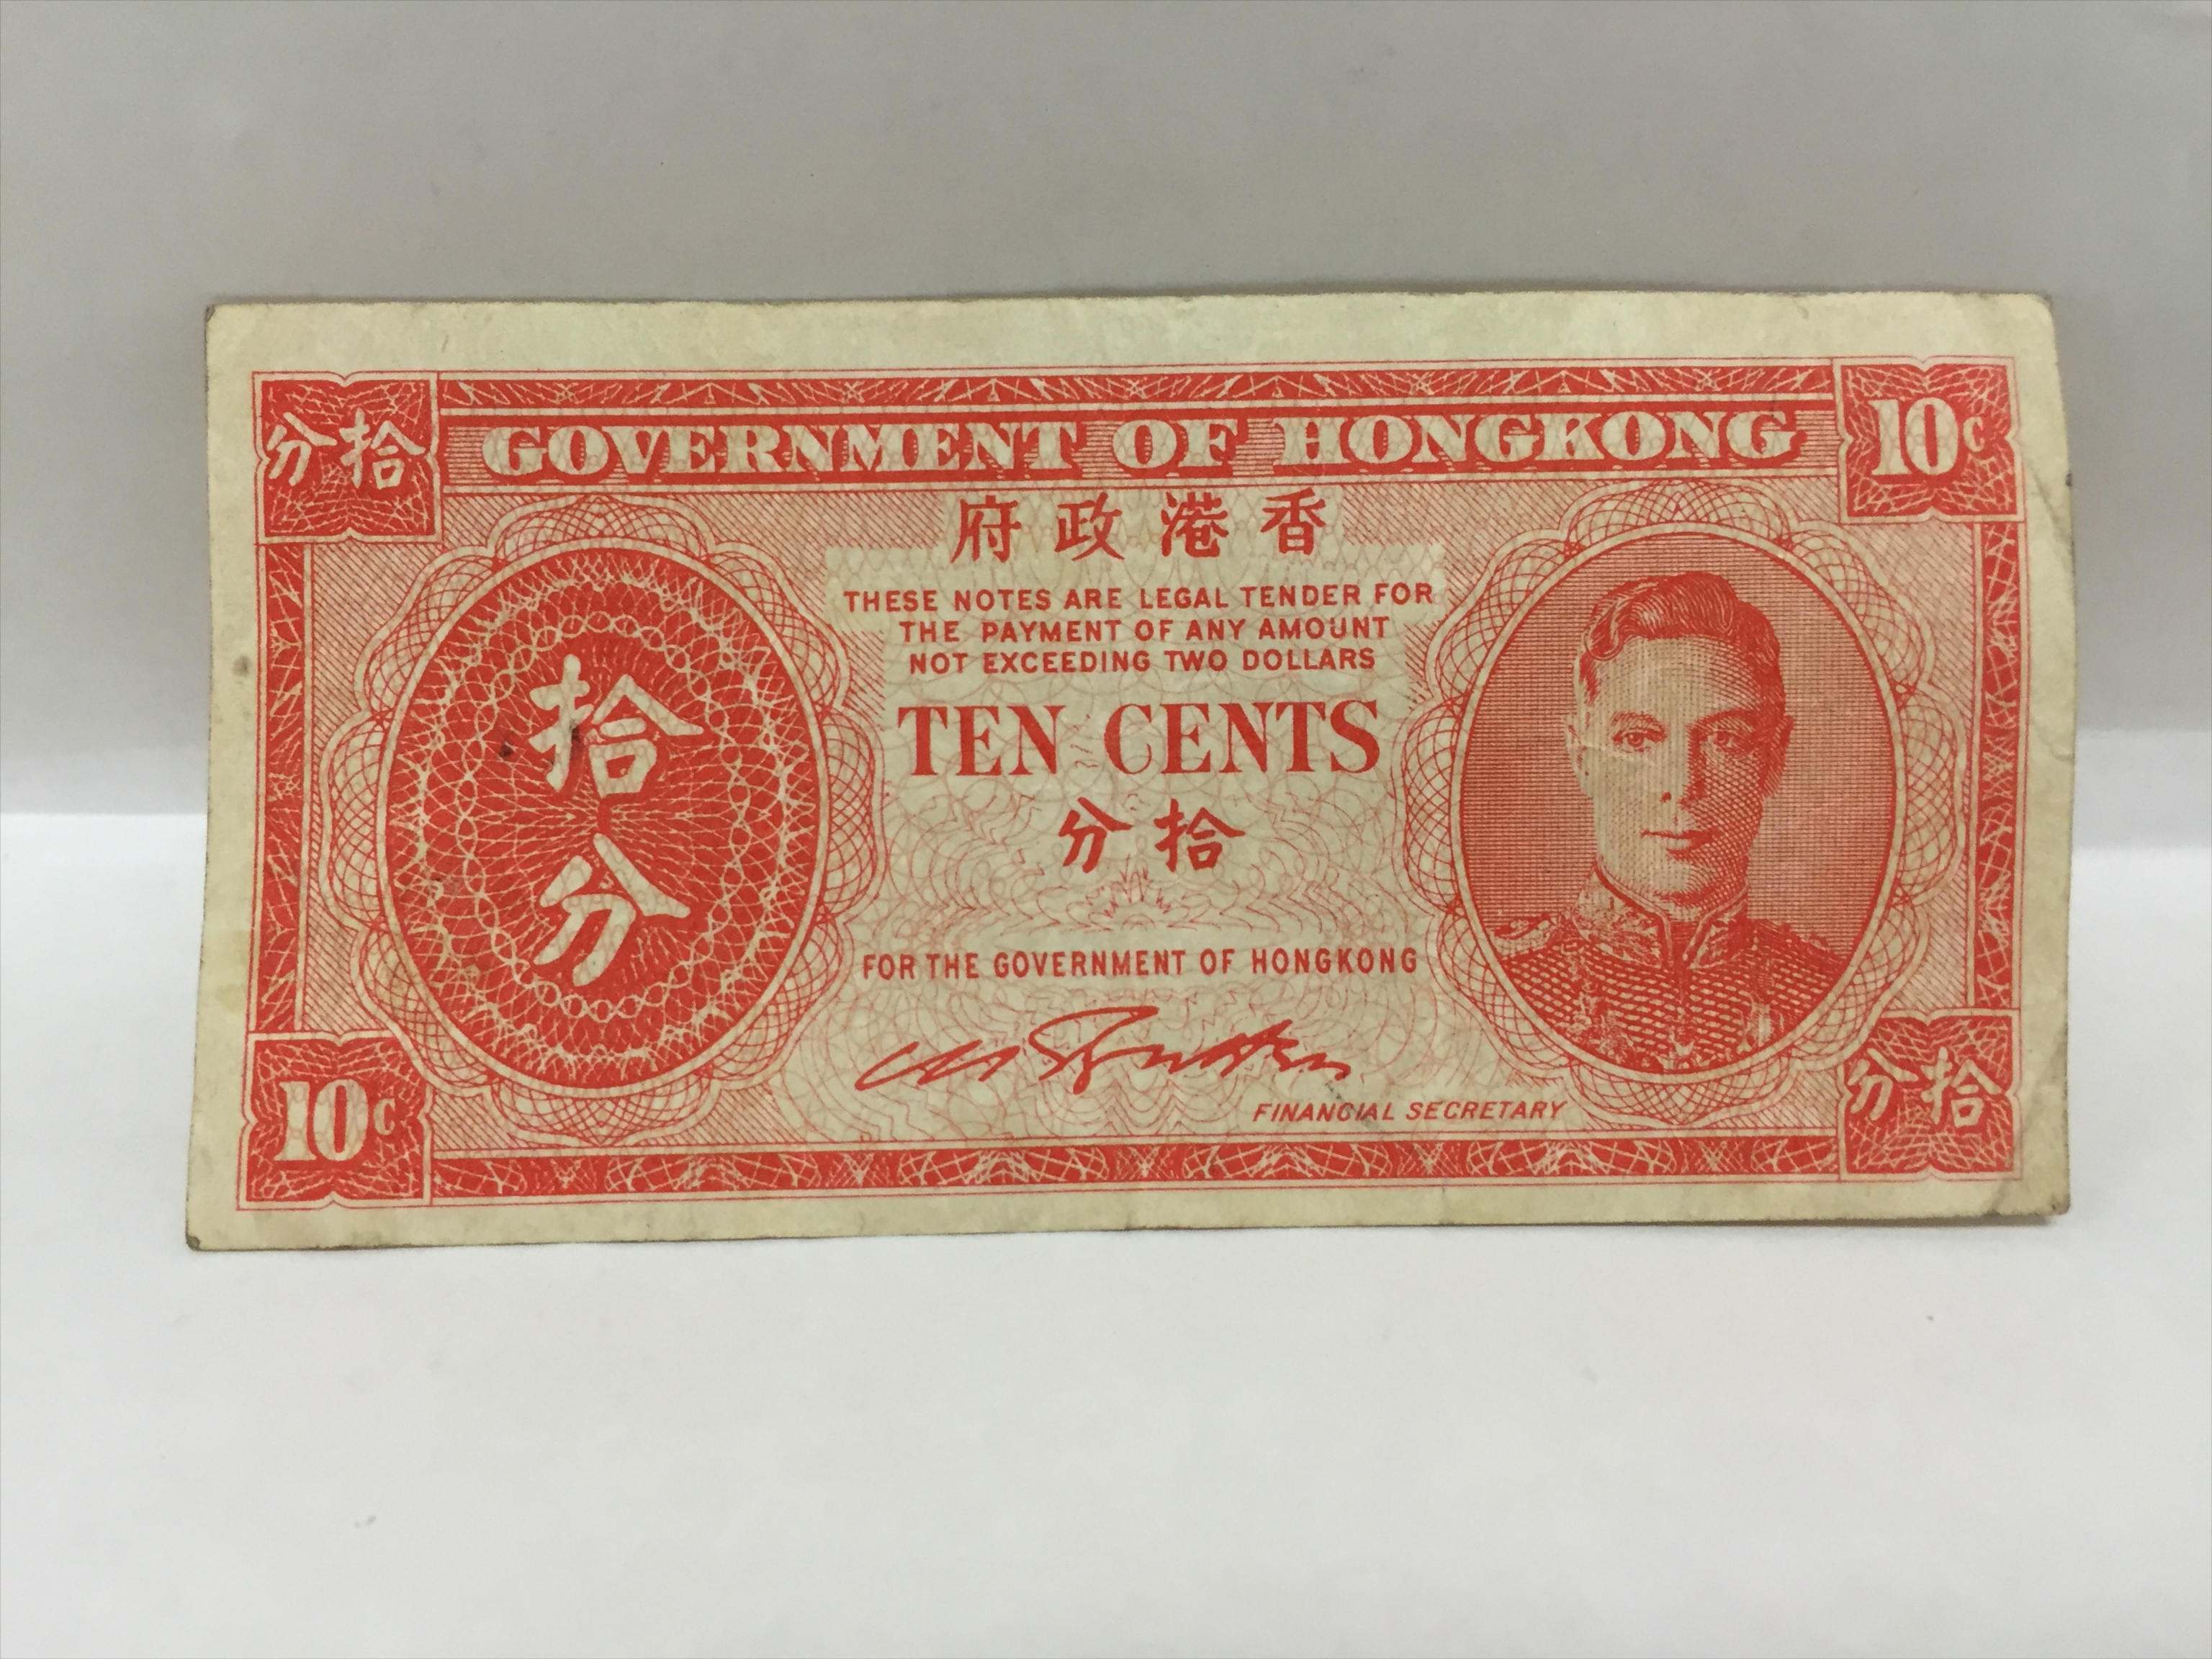 分拾
GOVERNMENT OF HONGKONG
10c
府政港香
THESE NOTES ARE LEGAL TENDER FOR
THE PAYMENT OF ANY AMOUNT
NOT EXCEEDING TWO DOLLARS
拾
分
TEN CENTS
分拾
FOR THE GOVERNMENT OF HONGKONG
FINANCIAL SECRETARY
10c
分拾